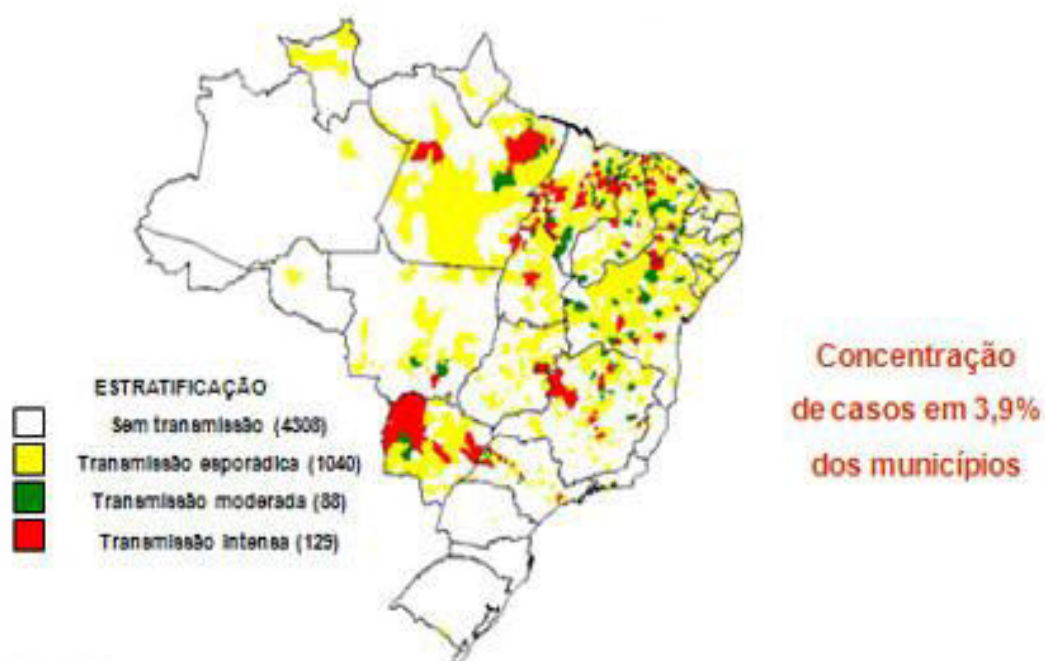 ESTRATIFICAÇÃO
Sem transmissão (4308)
Transmissão esporádica (1040)
Transmissão moderada (88)
Transmissão intensa (129)
Concentração
de casos em 3,9%
dos municípios